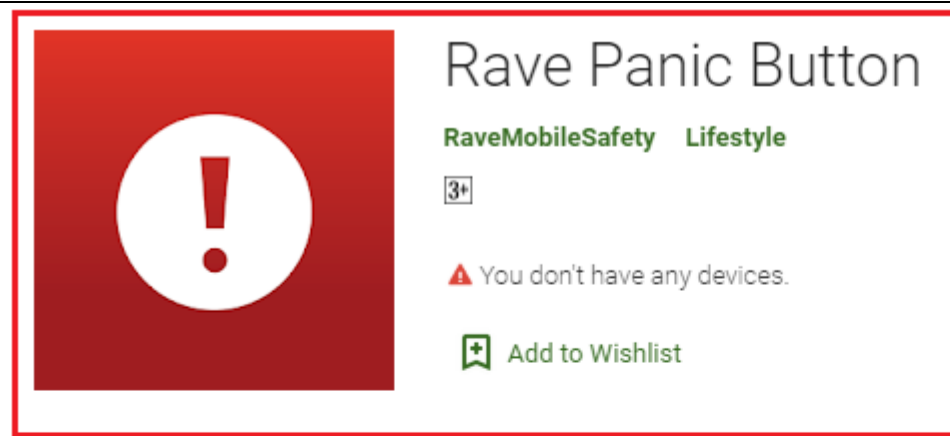 Rave Panic Button
RaveMobileSafety Lifestyle
3+
You don't have any devices.
Add to Wishlist